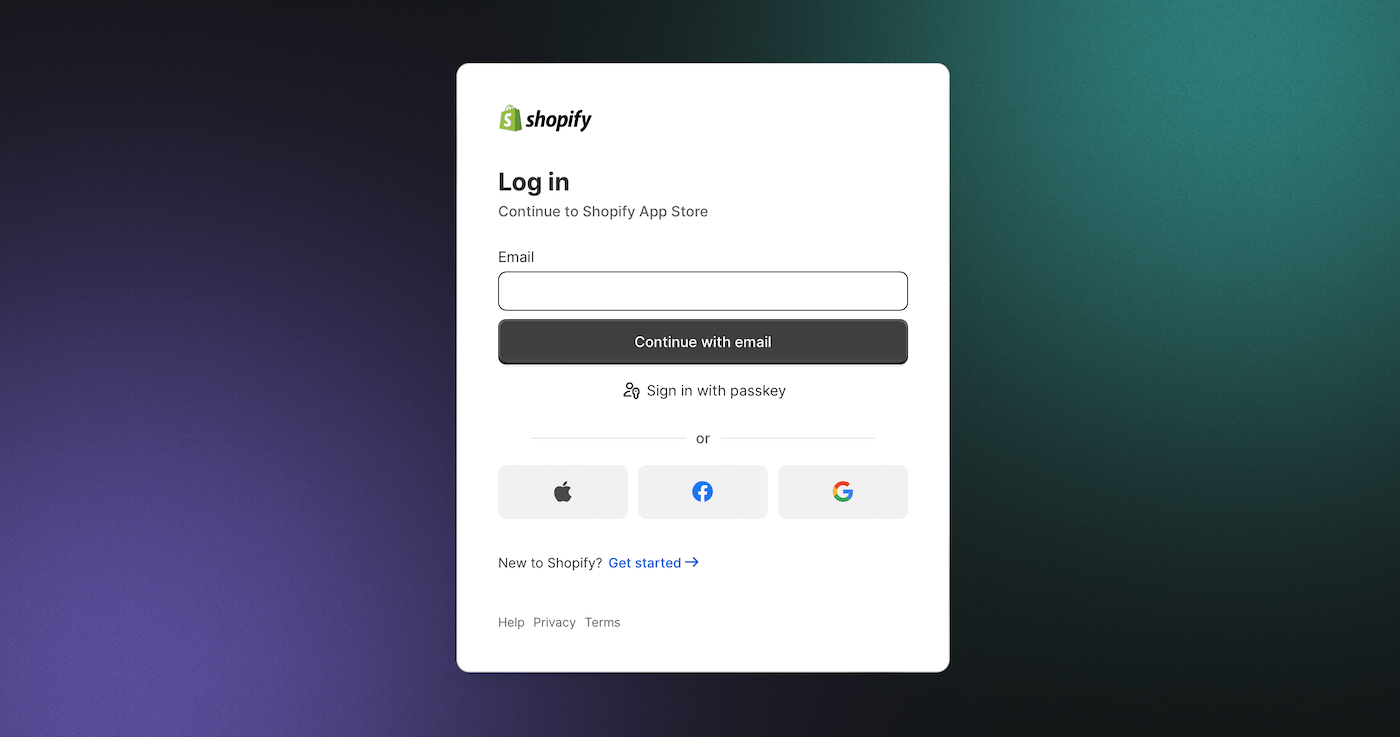 shopify
Log in
Continue to Shopify App Store
Email
Continue with email
Sign in with passkey
or
New to Shopify? Get started →
Help Privacy Terms